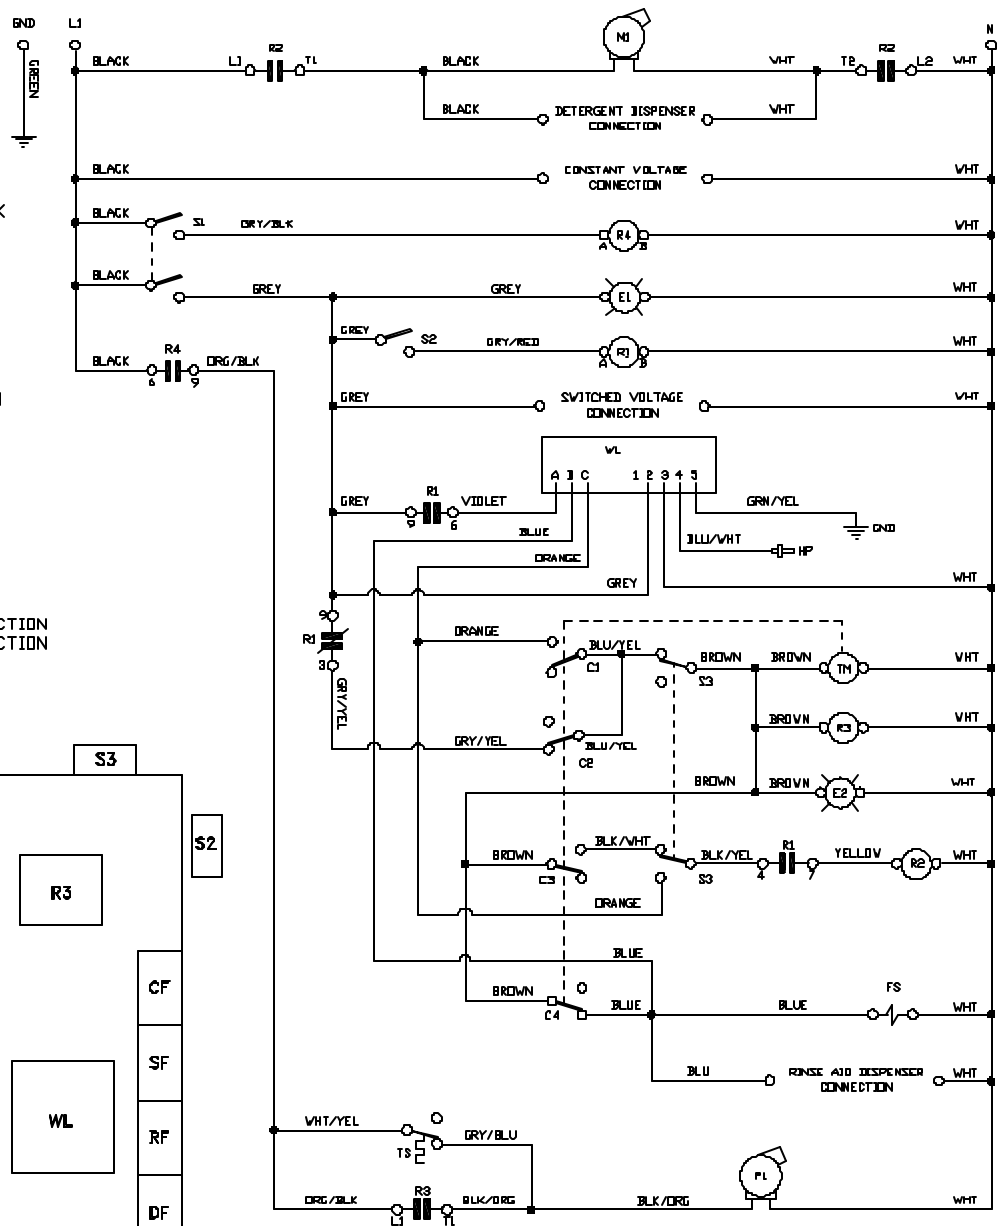 GND L1 N
GREEN
BLACK L1 R2 T1 BLACK M1 WHT T2 R2 L2 WHT
BLACK DETERGENT DISPENSER WHT
CONNECTION
BLACK CONSTANT VOLTAGE WHT
CONNECTION
BLACK S1 GRY/BLK R4 WHT
A B
BLACK GREY GREY E1 WHT
GREY S2 GRY/RED R1 WHT
A B
BLACK R4 ORG/BLK
6 9
GREY SWITCHED VOLTAGE WHT
CONNECTION
WL
A B C 1 2 3 4 5
GREY R1 VIOLET GRN/YEL
9 6
BLUE GND
BLU/WHT HP
ORANGE
GREY WHT
9
CTION
CTION
R1
3
GRY/YEL
ORANGE BLU/YEL BROWN BROWN TM WHT
C1 S3
BROWN R3 WHT
GRY/YEL BLU/YEL
C2
BROWN BROWN E2 WHT
S3
S2
BLK/WHT R1
BROWN BLK/YEL YELLOW R2 WHT
C3 S3 4 7
R3
ORANGE
BLUE
CF
BROWN BLUE BLUE FS WHT
C4
SF
BLU RINSE AID DISPENSER WHT
CONNECTION
WL
RF
WHT/YEL GRY/BLU
TS
P1
DF
ORG/BLK R3 BLK/ORG BLK/ORG WHT
L1 T1